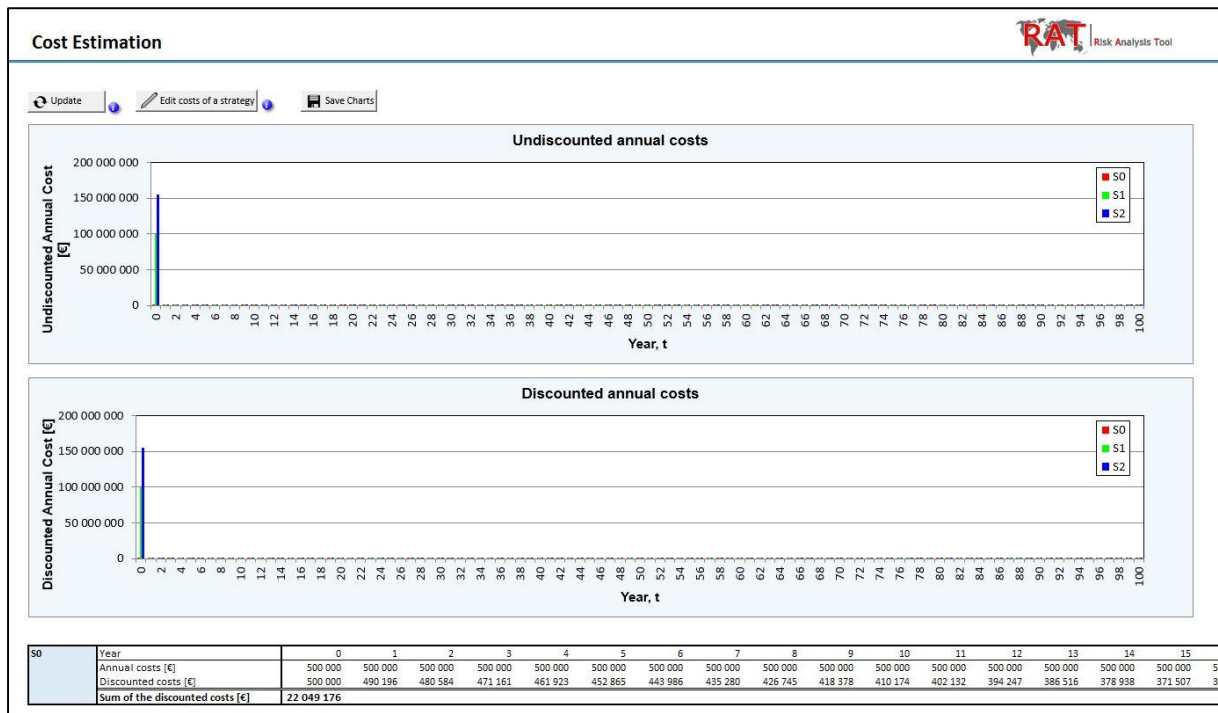 Cost Estimation
RAT Risk Analysis Tool
Update
Edit costs of a strategy
Save Charts
Undiscounted annual costs
Undiscounted Annual Cost
[€]
200 000 000
150 000 000
100 000 000
50 000 000
0
S0
S1
S2
0 2 4 6 8 10 12 14 16 18 20 22 24 26 28 30 32 34 36 38 40 42 44 46 48 50 52 54 56 58 60 62 64 66 68 70 72 74 76 78 80 82 84 86 88 90 92 94 96 98 100
Year, t
Discounted annual costs
Discounted Annual Cost [€]
200 000 000
150 000 000
100 000 000
50 000 000
0
S0
S1
S2
0 2 4 6 8 10 12 14 16 18 20 22 24 26 28 30 32 34 36 38 40 42 44 46 48 50 52 54 56 58 60 62 64 66 68 70 72 74 76 78 80 82 84 86 88 90 92 94 96 98 100
Year, t
S0 Year 0 1 2 3 4 5 6 7 8 9 10 11 12 13 14 15
Annual costs [€] 500 000 500 000 500 000 500 000 500 000 500 000 500 000 500 000 500 000 500 000 500 000 500 000 500 000 500 000 500 000 500 000 5
Discounted costs [€] 500 000 490 196 480 584 471 161 461 923 452 865 443 986 435 280 426 745 418 378 410 174 402 132 394 247 386 516 378 938 371 507 3
Sum of the discounted costs [€] 22 049 176